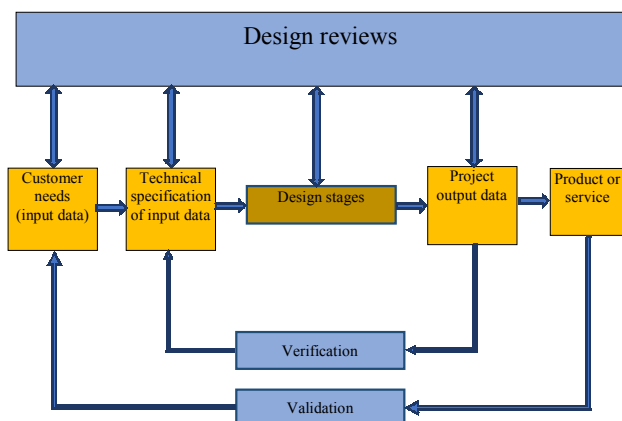 Design reviews
Customer
needs
(input data)
Technical
specification
of input data
Design stages
Project
output data
Product or
service
Verification
Validation